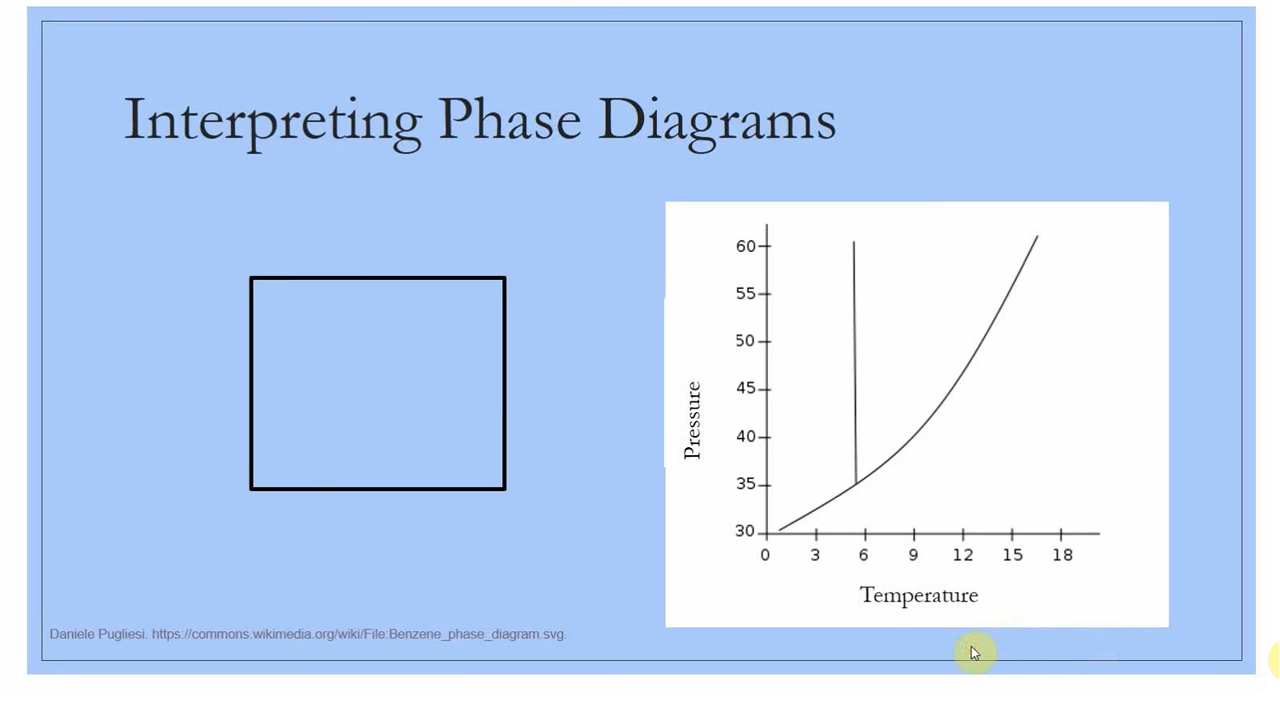 Interpreting Phase Diagrams
60
55
50
45
40
35
30
Pressure
0 3 6 9 12 15 18
Temperature
Daniele Pugliesi. https://commons.wikimedia.org/wiki/File:Benzene_phase_diagram.svg.